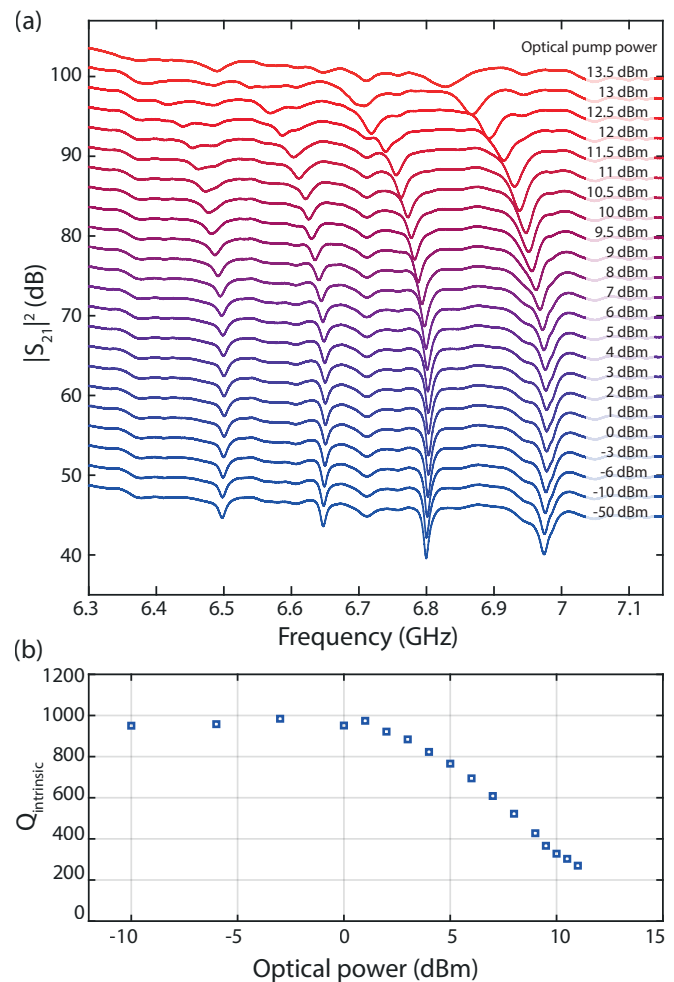 (a)
Optical pump power
100
90
80
70
60
50
40
|S21|² (dB)
13.5 dBm
13 dBm
12.5 dBm
12 dBm
11.5 dBm
11 dBm
10.5 dBm
10 dBm
9.5 dBm
9 dBm
8 dBm
7 dBm
6 dBm
5 dBm
4 dBm
3 dBm
2 dBm
1 dBm
0 dBm
-3 dBm
-6 dBm
-10 dBm
-50 dBm
6.3 6.4 6.5 6.6 6.7 6.8 6.9 7 7.1
Frequency (GHz)
(b)
1200
1000
800
600
400
200
0
Qintrinsic
-10 -5 0 5 10 15
Optical power (dBm)